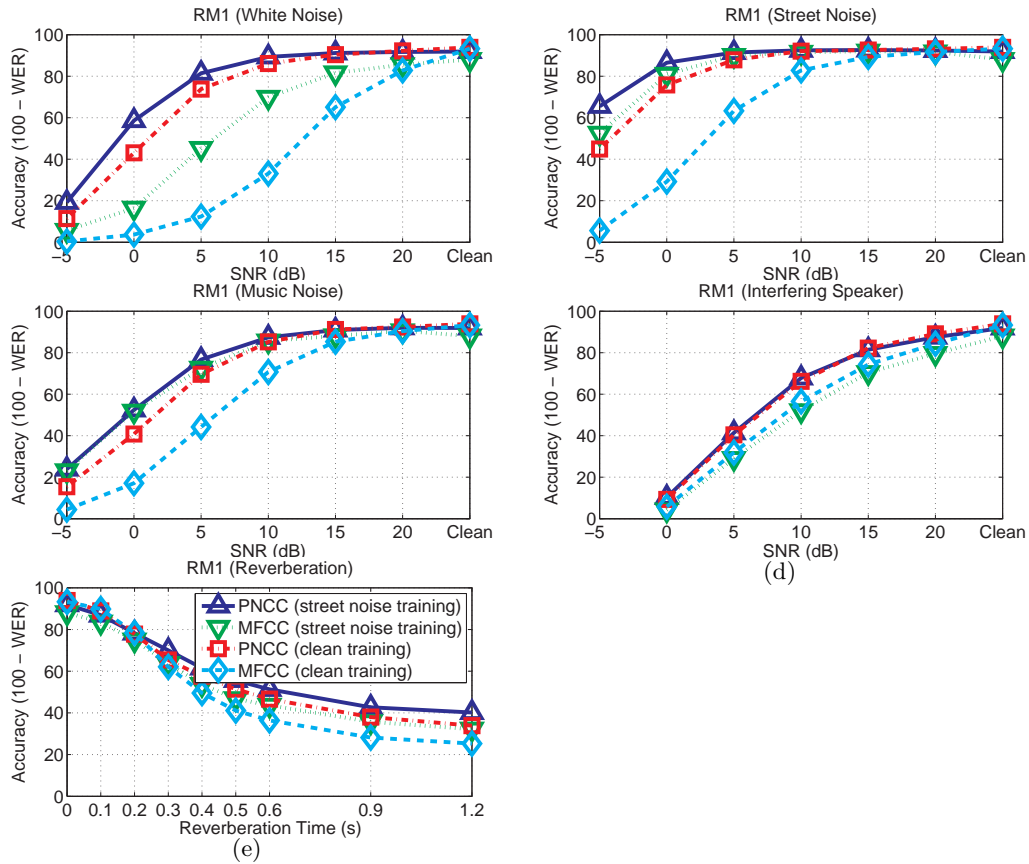 RM1 (White Noise)
100
80
60
40
20
0
Accuracy (100 − WER)
−5 0 5 10 15 20 Clean
SNR (dB)
RM1 (Street Noise)
100
80
60
40
20
0
Accuracy (100 − WER)
−5 0 5 10 15 20 Clean
SNR (dB)
RM1 (Music Noise)
100
80
60
40
20
0
Accuracy (100 − WER)
−5 0 5 10 15 20 Clean
SNR (dB)
RM1 (Interfering Speaker)
100
80
60
40
20
0
Accuracy (100 − WER)
−5 0 5 10 15 20 Clean
SNR (dB)
(d)
RM1 (Reverberation)
100
80
60
40
20
0
Accuracy (100 − WER)
PNCC (street noise training)
MFCC (street noise training)
PNCC (clean training)
MFCC (clean training)
0 0.1 0.2 0.3 0.4 0.5 0.6 0.9 1.2
Reverberation Time (s)
(e)